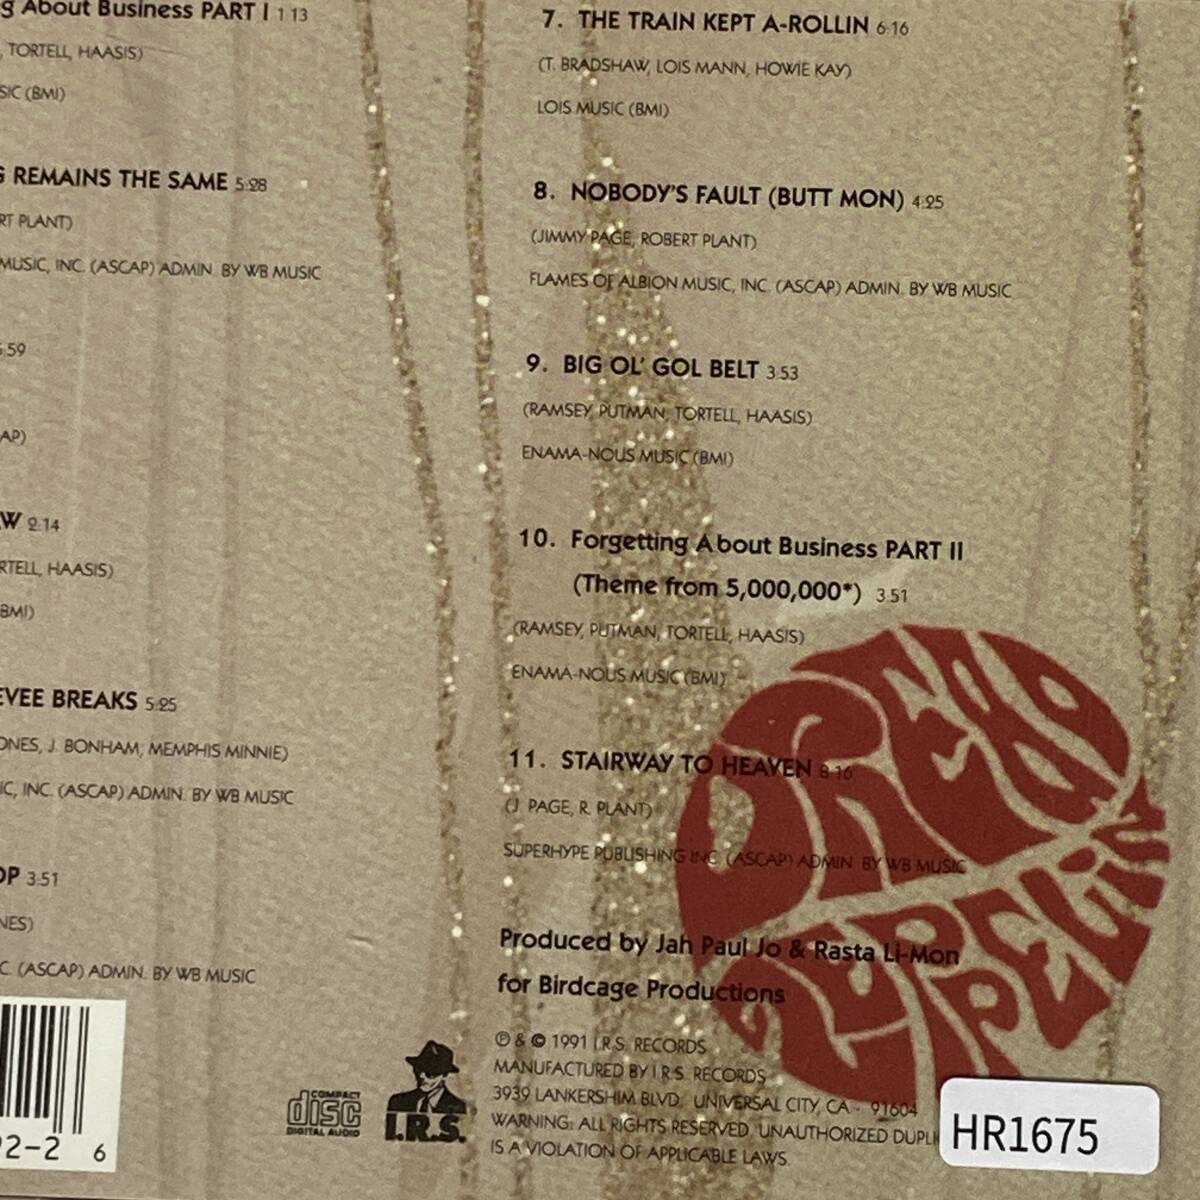 g About Business PART I 1:13
, TORTELL, HAASIS)
SIC (BMI)
G REMAINS THE SAME 5:28
RT PLANT)
MUSIC, INC. (ASCAP) ADMIN. BY WB MUSIC
:59
AP)
W 2:14
RTELL, HAASIS)
BMI)
EVEE BREAKS 5:25
ONES, J. BONHAM, MEMPHIS MINNIE)
IC, INC. (ASCAP) ADMIN. BY WB MUSIC
OP 3:51
NES)
C. (ASCAP) ADMIN. BY WB MUSIC
92-2 6
COMPACT
disc
DIGITAL AUDIO
I.R.S.
7. THE TRAIN KEPT A-ROLLIN 6:16
(T. BRADSHAW, LOIS MANN, HOWIE KAY)
LOIS MUSIC (BMI)
8. NOBODY'S FAULT (BUTT MON) 4:25
(JIMMY PAGE, ROBERT PLANT)
FLAMES OF ALBION MUSIC, INC. (ASCAP) ADMIN. BY WB MUSIC
9. BIG OL' GOL BELT 3:53
(RAMSEY, PUTMAN, TORTELL, HAASIS)
ENAMA-NOUS MUSIC (BMI)
10. Forgetting About Business PART II
(Theme from 5,000,000*) 3:51
(RAMSEY, PUTMAN, TORTELL, HAASIS)
ENAMA-NOUS MUSIC (BMI)
11. STAIRWAY TO HEAVEN 8:16
(J. PAGE, R. PLANT)
SUPERHYPE PUBLISHING INC. (ASCAP) ADMIN. BY WB MUSIC
Produced by Jah Paul Jo & Rasta Li-Mon
for Birdcage Productions
℗ & © 1991 I.R.S. RECORDS
MANUFACTURED BY I.R.S. RECORDS
3939 LANKERSHIM BLVD., UNIVERSAL CITY, CA - 91604
WARNING: ALL RIGHTS RESERVED. UNAUTHORIZED DUPLI
IS A VIOLATION OF APPLICABLE LAWS.
DREAD
ZEPPELIN
HR1675